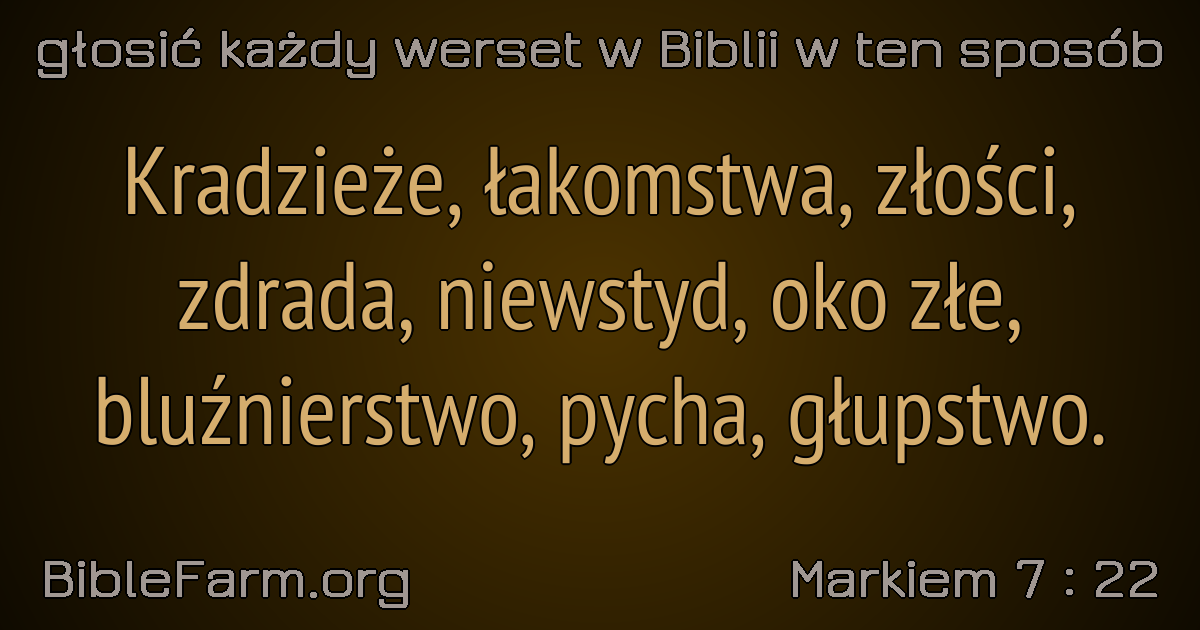 głosić każdy werset w Biblii w ten sposób
Kradzieże, łakomstwa, złości,
zdrada, niewstyd, oko złe,
bluźnierstwo, pycha, głupstwo.
BibleFarm.org
Markiem 7 : 22